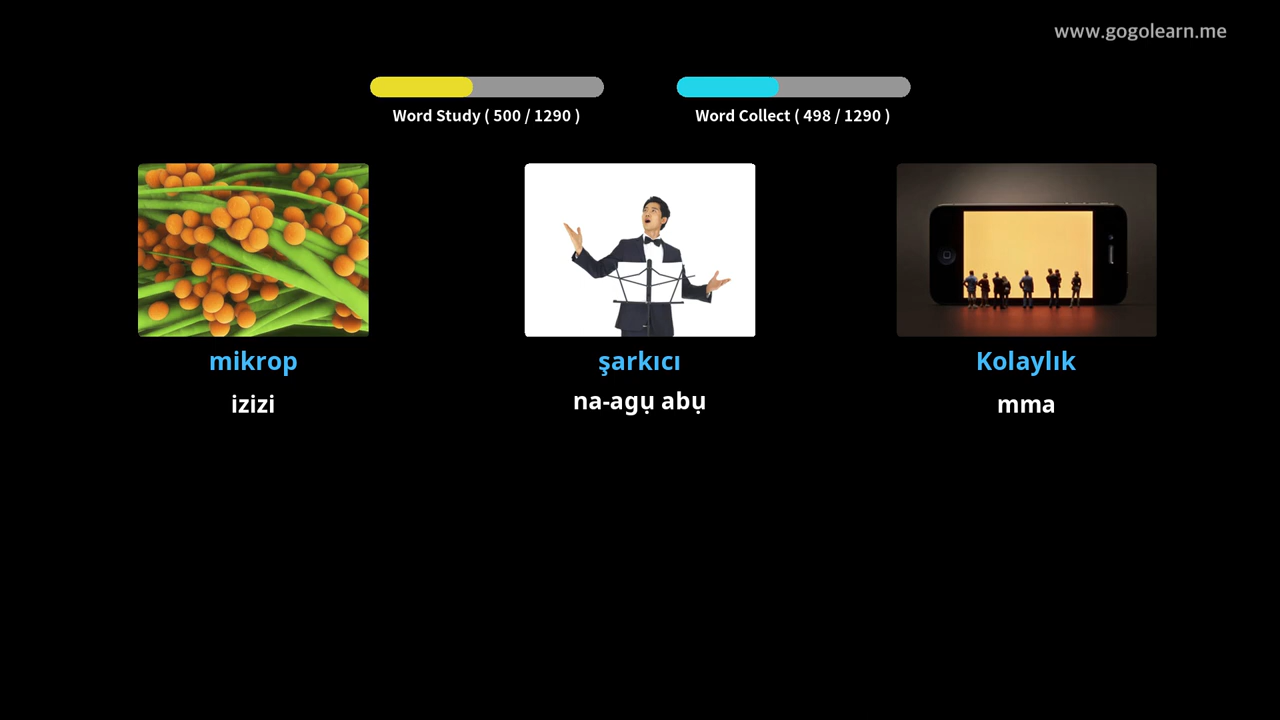 www.gogolearn.me
Word Study ( 500 / 1290 )
Word Collect ( 498 / 1290 )
mikrop
şarkıcı
Kolaylık
izizi
na-agụ abụ
mma